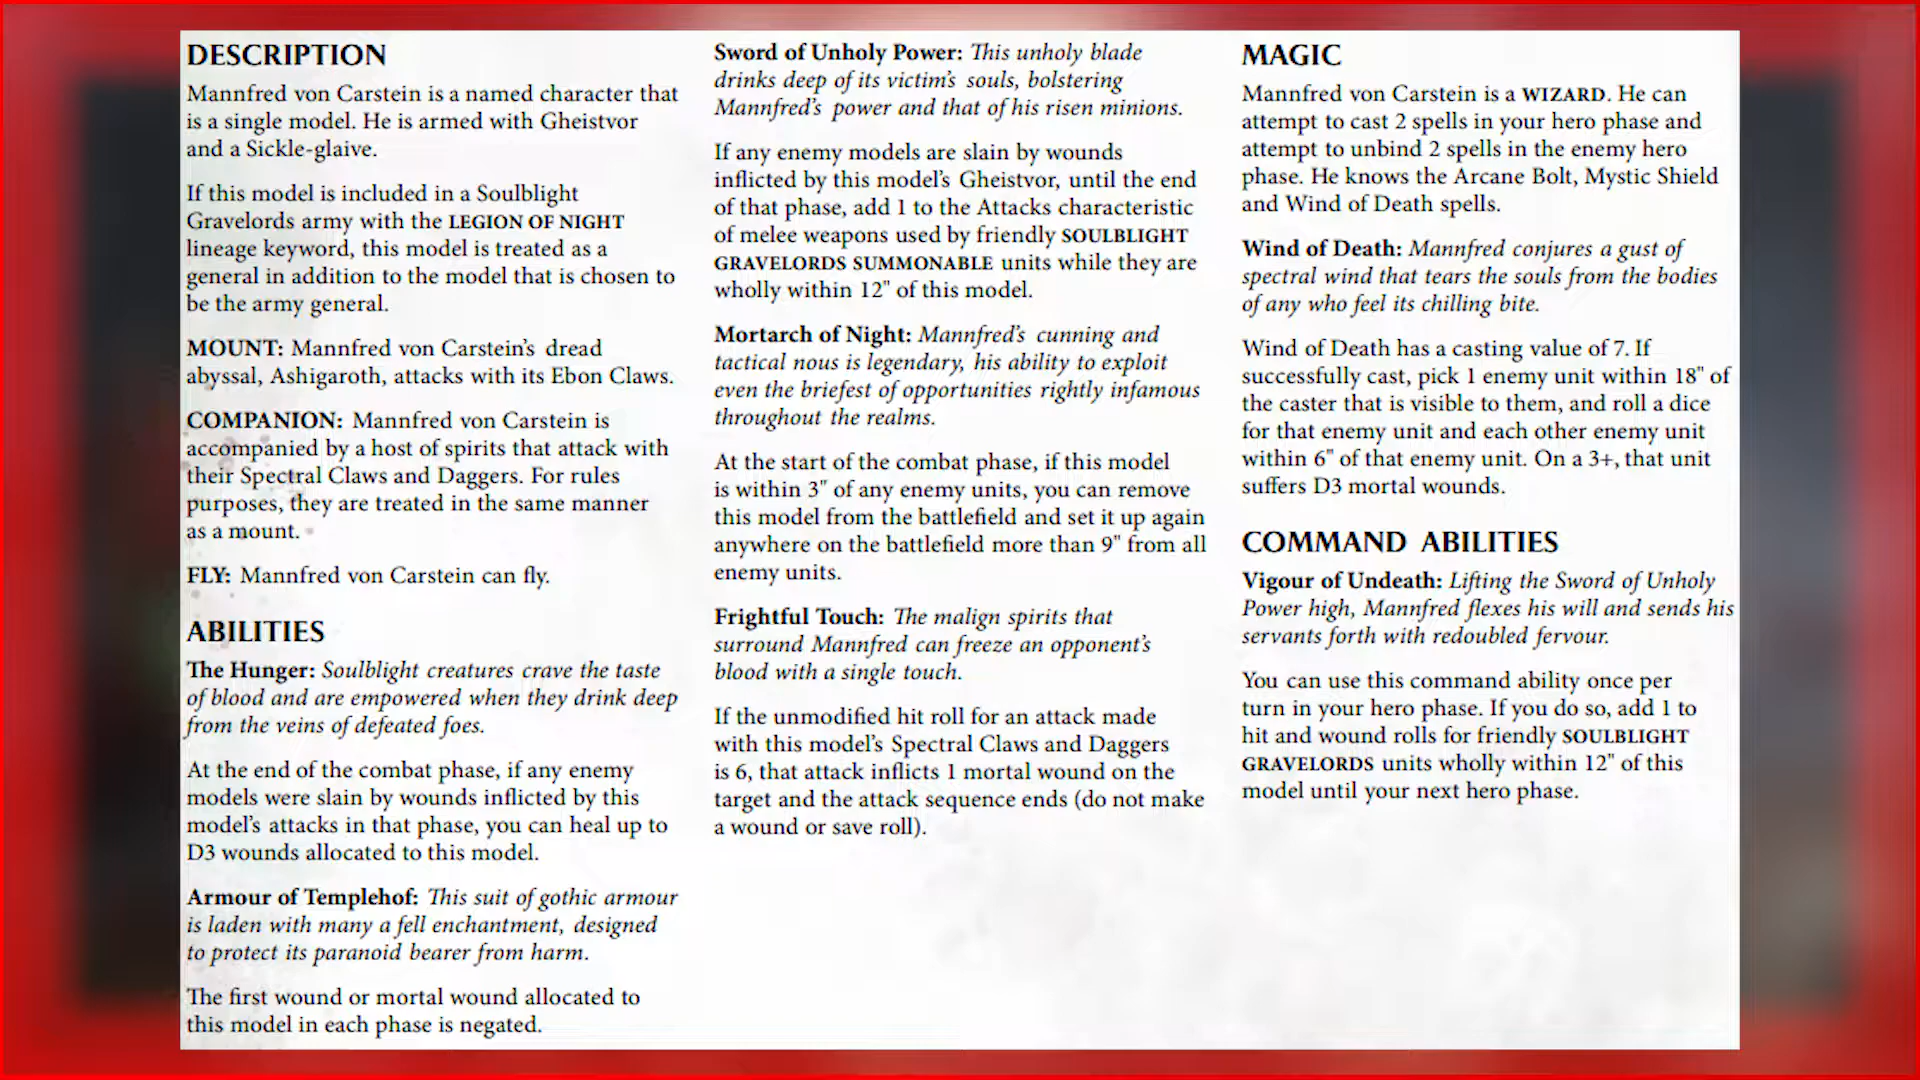 DESCRIPTION
Mannfred von Carstein is a named character that
is a single model. He is armed with Gheistvor
and a Sickle-glaive.
If this model is included in a Soulblight
Gravelords army with the LEGION OF NIGHT
lineage keyword, this model is treated as a
general in addition to the model that is chosen to
be the army general.
MOUNT: Mannfred von Carstein's dread
abyssal, Ashigaroth, attacks with its Ebon Claws.
COMPANION: Mannfred von Carstein is
accompanied by a host of spirits that attack with
their Spectral Claws and Daggers. For rules
purposes, they are treated in the same manner
as a mount.
FLY: Mannfred von Carstein can fly.
ABILITIES
The Hunger: Soulblight creatures crave the taste
of blood and are empowered when they drink deep
from the veins of defeated foes.
At the end of the combat phase, if any enemy
models were slain by wounds inflicted by this
model's attacks in that phase, you can heal up to
D3 wounds allocated to this model.
Armour of Templehof: This suit of gothic armour
is laden with many a fell enchantment, designed
to protect its paranoid bearer from harm.
The first wound or mortal wound allocated to
this model in each phase is negated.
Sword of Unholy Power: This unholy blade
drinks deep of its victim's souls, bolstering
Mannfred's power and that of his risen minions.
If any enemy models are slain by wounds
inflicted by this model's Gheistvor, until the end
of that phase, add 1 to the Attacks characteristic
of melee weapons used by friendly SOULBLIGHT
GRAVELORDS SUMMONABLE units while they are
wholly within 12" of this model.
Mortarch of Night: Mannfred's cunning and
tactical nous is legendary, his ability to exploit
even the briefest of opportunities rightly infamous
throughout the realms.
At the start of the combat phase, if this model
is within 3" of any enemy units, you can remove
this model from the battlefield and set it up again
anywhere on the battlefield more than 9" from all
enemy units.
Frightful Touch: The malign spirits that
surround Mannfred can freeze an opponent's
blood with a single touch.
If the unmodified hit roll for an attack made
with this model's Spectral Claws and Daggers
is 6, that attack inflicts 1 mortal wound on the
target and the attack sequence ends (do not make
a wound or save roll).
MAGIC
Mannfred von Carstein is a WIZARD. He can
attempt to cast 2 spells in your hero phase and
attempt to unbind 2 spells in the enemy hero
phase. He knows the Arcane Bolt, Mystic Shield
and Wind of Death spells.
Wind of Death: Mannfred conjures a gust of
spectral wind that tears the souls from the bodies
of any who feel its chilling bite.
Wind of Death has a casting value of 7. If
successfully cast, pick 1 enemy unit within 18" of
the caster that is visible to them, and roll a dice
for that enemy unit and each other enemy unit
within 6" of that enemy unit. On a 3+, that unit
suffers D3 mortal wounds.
COMMAND ABILITIES
Vigour of Undeath: Lifting the Sword of Unholy
Power high, Mannfred flexes his will and sends his
servants forth with redoubled fervour.
You can use this command ability once per
turn in your hero phase. If you do so, add 1 to
hit and wound rolls for friendly SOULBLIGHT
GRAVELORDS units wholly within 12" of this
model until your next hero phase.